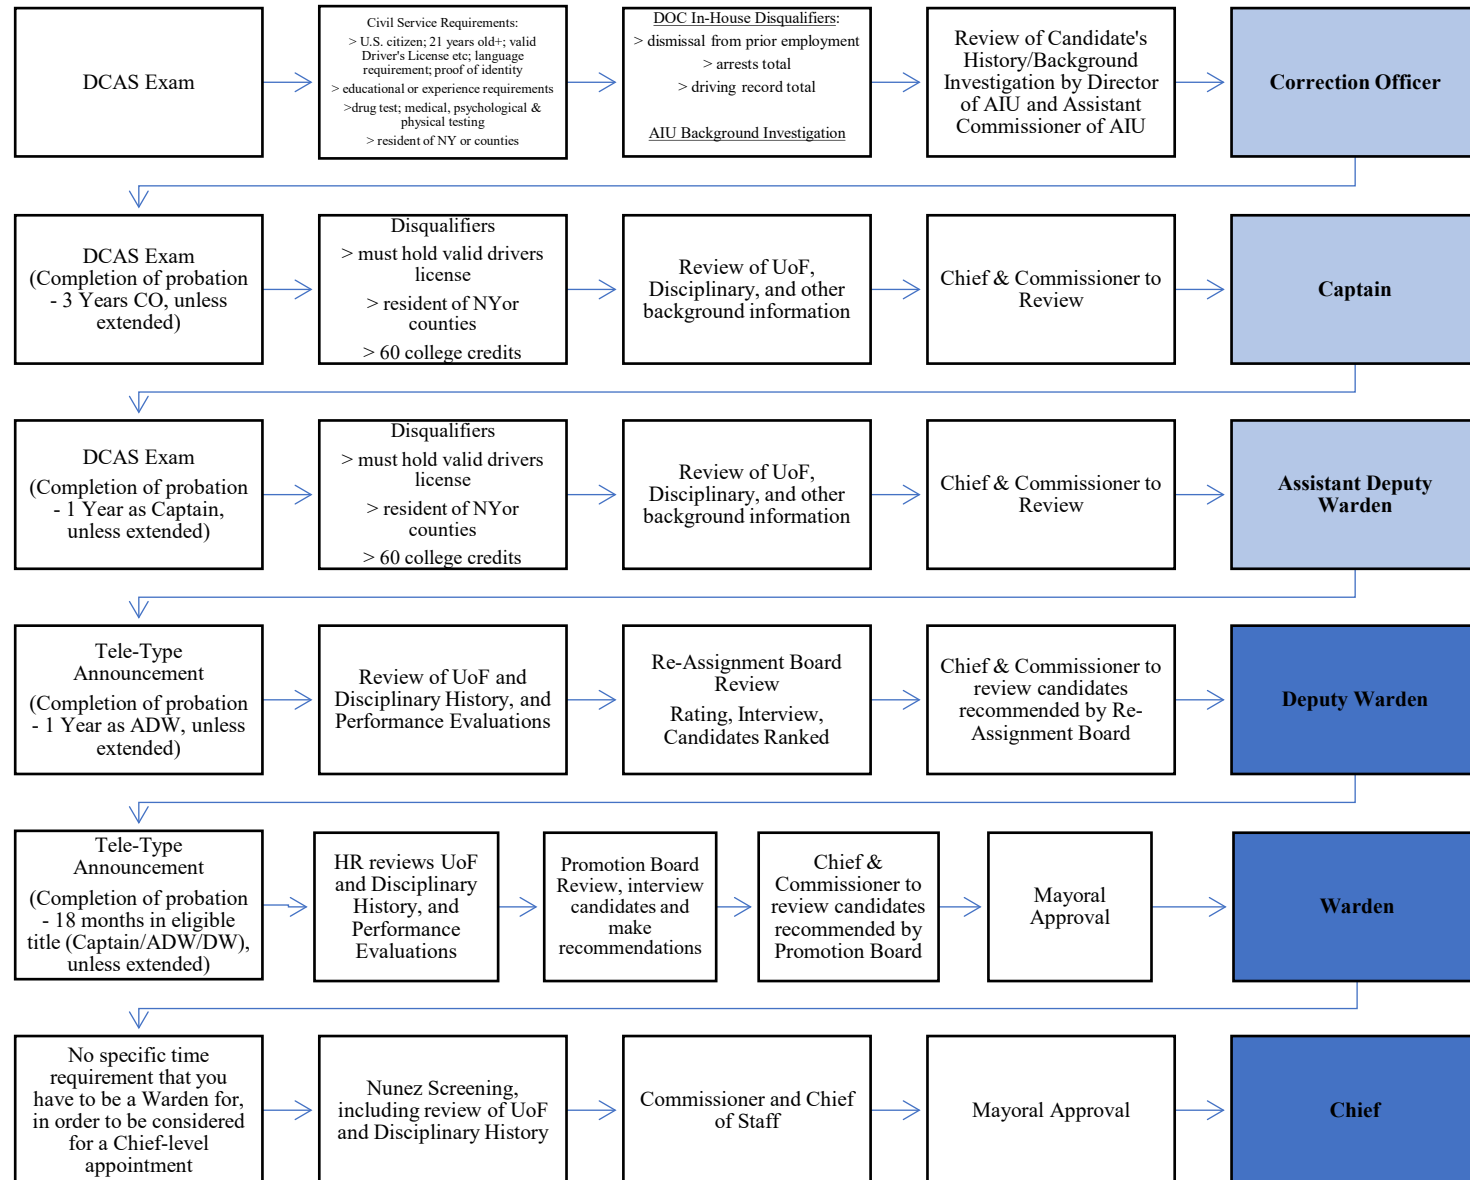 DCAS Exam
Civil Service Requirements:
> U.S. citizen; 21 years old+; valid
Driver's License etc; language
requirement; proof of identity
> educational or experience requirements
>drug test; medical, psychological &
physical testing
> resident of NY or counties
DOC In-House Disqualifiers:
> dismissal from prior employment
> arrests total
> driving record total
AIU Background Investigation
Review of Candidate's
History/Background
Investigation by Director
of AIU and Assistant
Commissioner of AIU
Correction Officer
DCAS Exam
(Completion of probation
- 3 Years CO, unless
extended)
Disqualifiers
> must hold valid drivers
license
> resident of NYor
counties
> 60 college credits
Review of UoF,
Disciplinary, and other
background information
Chief & Commissioner to
Review
Captain
DCAS Exam
(Completion of probation
- 1 Year as Captain,
unless extended)
Disqualifiers
> must hold valid drivers
license
> resident of NYor
counties
> 60 college credits
Review of UoF,
Disciplinary, and other
background information
Chief & Commissioner to
Review
Assistant Deputy
Warden
Tele-Type
Announcement
(Completion of probation
- 1 Year as ADW, unless
extended)
Review of UoF and
Disciplinary History, and
Performance Evaluations
Re-Assignment Board
Review
Rating, Interview,
Candidates Ranked
Chief & Commissioner to
review candidates
recommended by Re-
Assignment Board
Deputy Warden
Tele-Type
Announcement
(Completion of probation
- 18 months in eligible
title (Captain/ADW/DW),
unless extended)
HR reviews UoF
and Disciplinary
History, and
Performance
Evaluations
Promotion Board
Review, interview
candidates and
make
recommendations
Chief &
Commissioner to
review candidates
recommended by
Promotion Board
Mayoral
Approval
Warden
No specific time
requirement that you
have to be a Warden for,
in order to be considered
for a Chief-level
appointment
Nunez Screening,
including review of UoF
and Disciplinary History
Commissioner and Chief
of Staff
Mayoral Approval
Chief